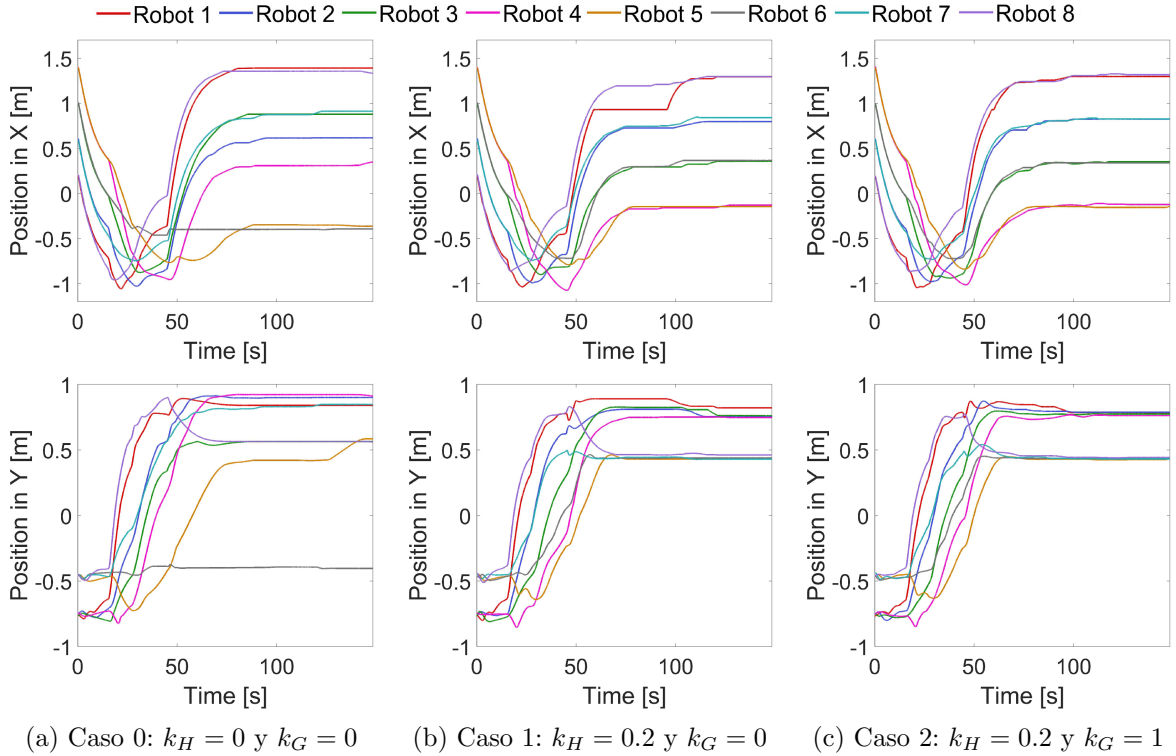 Robot 1 Robot 2 Robot 3 Robot 4 Robot 5 Robot 6 Robot 7 Robot 8
Position in X [m]
1.5
1
0.5
0
-0.5
-1
0 50 100
Time [s]
Position in X [m]
1.5
1
0.5
0
-0.5
-1
0 50 100
Time [s]
Position in X [m]
1.5
1
0.5
0
-0.5
-1
0 50 100
Time [s]
Position in Y [m]
1
0.5
0
-0.5
-1
0 50 100
Time [s]
Position in Y [m]
1
0.5
0
-0.5
-1
0 50 100
Time [s]
Position in Y [m]
1
0.5
0
-0.5
-1
0 50 100
Time [s]
(a) Caso 0: k_H = 0 y k_G = 0
(b) Caso 1: k_H = 0.2 y k_G = 0
(c) Caso 2: k_H = 0.2 y k_G = 1